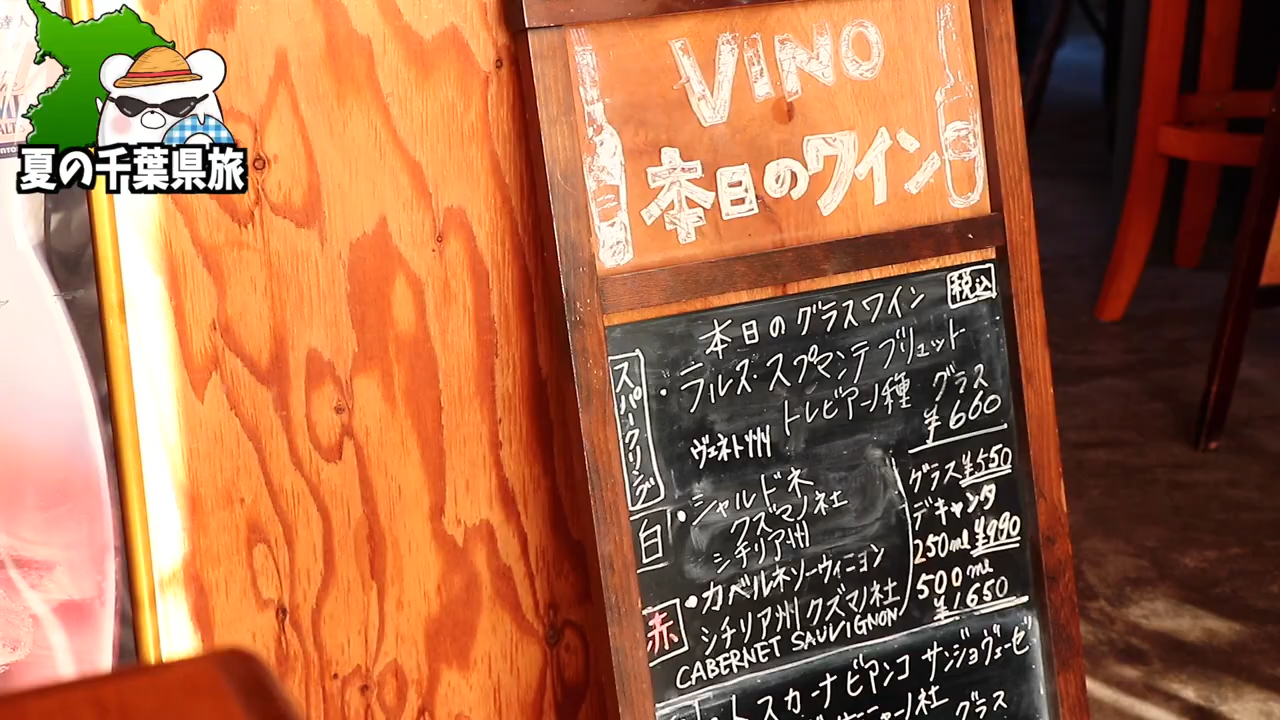 夏の千葉県旅
VINO
本日のワイン
税込
本日のグラスワイン
スパークリング
・ラルス・スプマンテ ブリュット
トレビアーノ種
ヴェネト州
グラス
¥660
白
・シャルドネ
クズマノ社
シチリア州
赤
・カベルネソーヴィニヨン
シチリア州 クズマノ社
CABERNET SAUVIGNON
グラス¥550
デキャンタ
250ml ¥990
500ml
¥1650
トスカーナ ビアンコ サンジョヴェーゼ
グラス